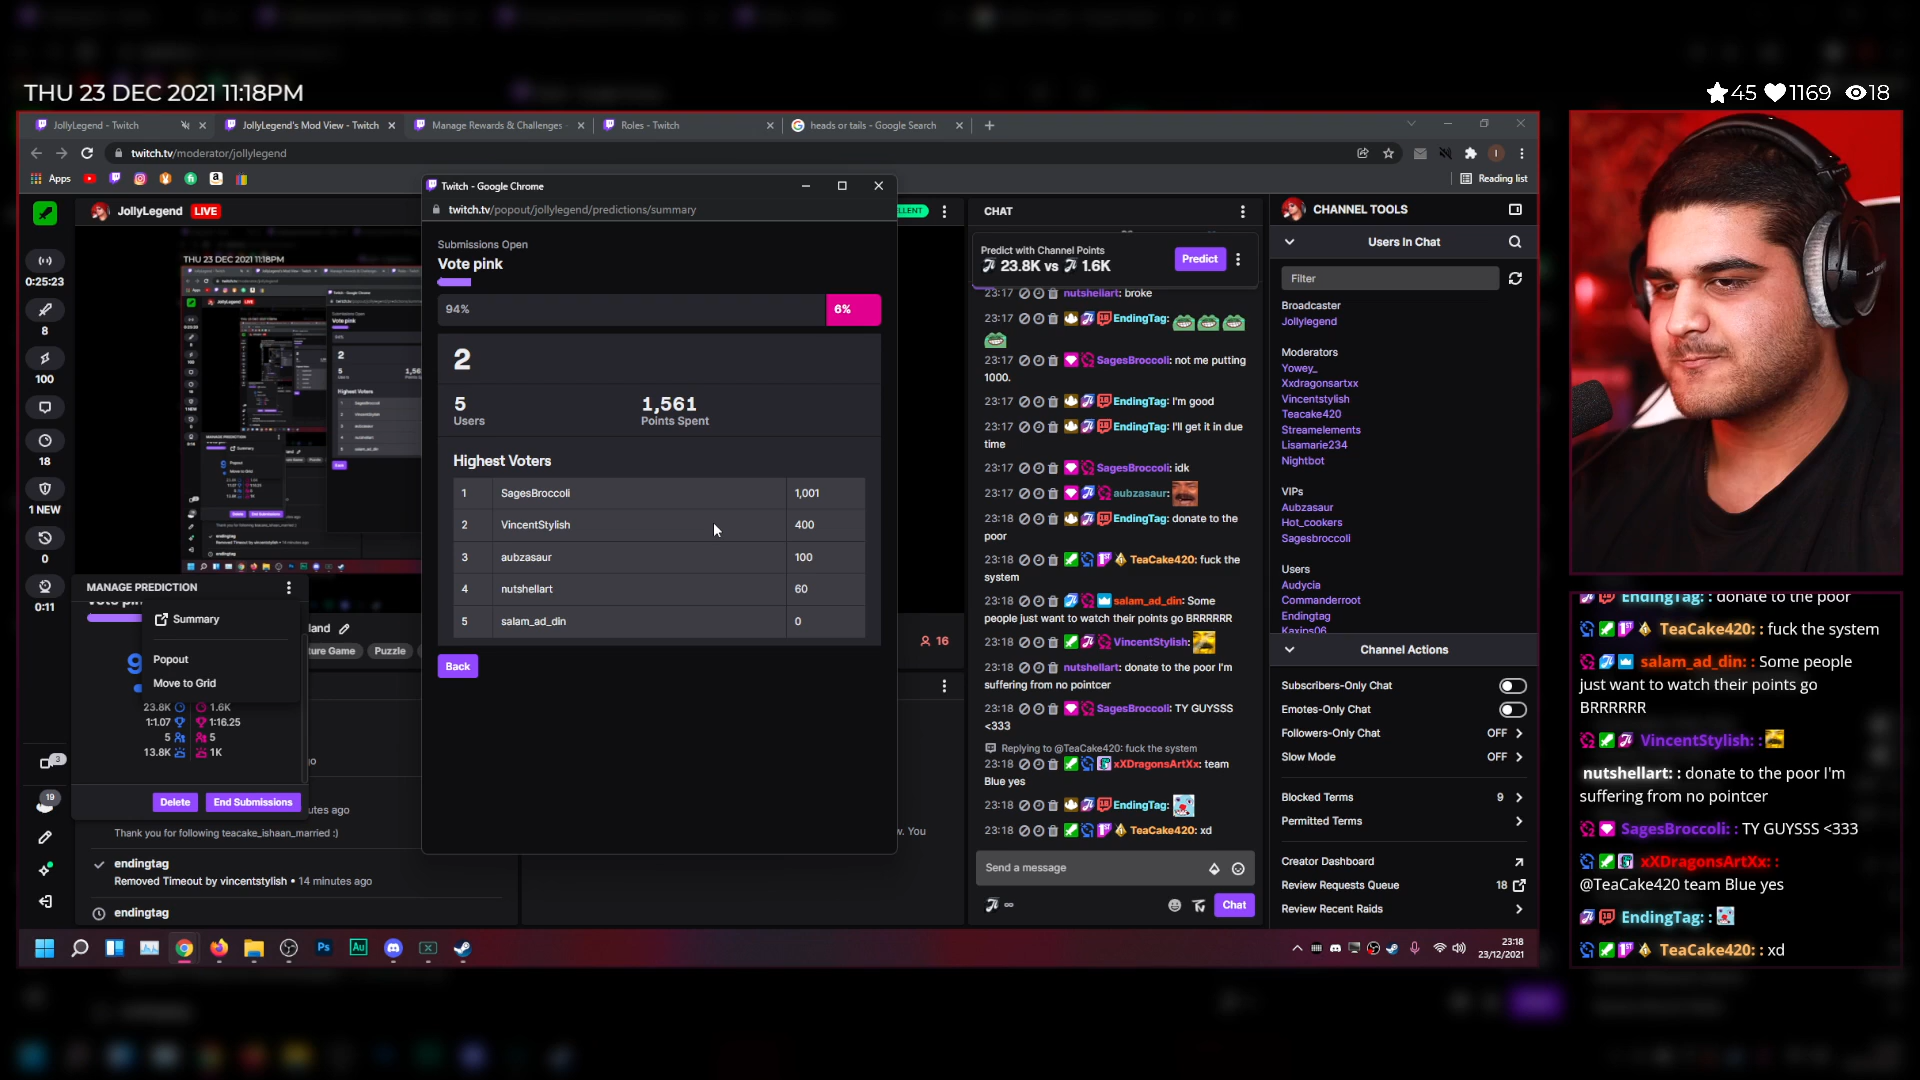 THU 23 DEC 2021 11:18PM
45 1169 18
JollyLegend - Twitch
JollyLegend's Mod View - Twitch
Manage Rewards & Challenges -
Roles - Twitch
heads or tails - Google Search
twitch.tv/moderator/jollylegend
Apps
Reading list
JollyLegend LIVE
0:25:23
8
100
18
1 NEW
0
0:11
3
19
Twitch - Google Chrome
twitch.tv/popout/jollylegend/predictions/summary
Submissions Open
Vote pink
94%
6%
2
5
Users
1,561
Points Spent
Highest Voters
1 SagesBroccoli 1,001
2 VincentStylish 400
3 aubzasaur 100
4 nutshellart 60
5 salam_ad_din 0
Back
MANAGE PREDICTION
Summary
Popout
Move to Grid
23.8K 1.6K
1:1.07 1:16.25
5 5
13.8K 1K
Delete
End Submissions
Puzzle
16
Thank you for following teacake_ishaan_married :)
endingtag
Removed Timeout by vincentstylish • 14 minutes ago
endingtag
CHAT
Predict with Channel Points
23.8K vs 1.6K
Predict
23:17 nutshellart: broke
23:17 EndingTag:
23:17 SagesBroccoli: not me putting
1000.
23:17 EndingTag: I'm good
23:17 EndingTag: I'll get it in due
time
23:17 SagesBroccoli: idk
23:17 aubzasaur:
23:18 EndingTag: donate to the
poor
23:18 TeaCake420: fuck the
system
23:18 salam_ad_din: Some
people just want to watch their points go BRRRRRR
23:18 VincentStylish:
23:18 nutshellart: donate to the poor I'm
suffering from no pointcer
23:18 SagesBroccoli: TY GUYSSS
<333
Replying to @TeaCake420: fuck the system
23:18 xXDragonsArtXx: team
Blue yes
23:18 EndingTag:
23:18 TeaCake420: xd
Send a message
Chat
CHANNEL TOOLS
Users In Chat
Filter
Broadcaster
Jollylegend
Moderators
Yowey_
Xxdragonsartxx
Vincentstylish
Teacake420
Streamelements
Lisamarie234
Nightbot
VIPs
Aubzasaur
Hot_cookers
Sagesbroccoli
Users
Audycia
Commanderroot
Endingtag
Kaxips06
Channel Actions
Subscribers-Only Chat
Emotes-Only Chat
Followers-Only Chat OFF
Slow Mode OFF
Blocked Terms 9
Permitted Terms
Creator Dashboard
Review Requests Queue 18
Review Recent Raids
23:18
23/12/2021
EndingTag: : donate to the poor
TeaCake420: : fuck the system
salam_ad_din: : Some people
just want to watch their points go
BRRRRRR
VincentStylish: :
nutshellart: : donate to the poor I'm
suffering from no pointcer
SagesBroccoli: : TY GUYSSS <333
xXDragonsArtXx: :
@TeaCake420 team Blue yes
EndingTag: :
TeaCake420: : xd